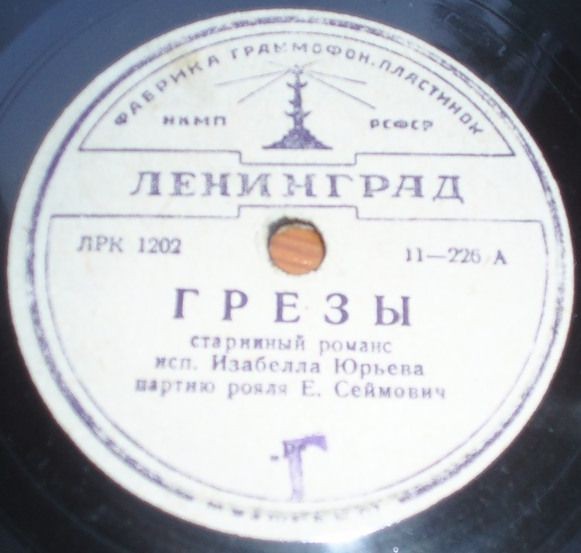 ФАБРИКА ГРАММОФОН. ПЛАСТИНОК
НКМП РСФСР
ЛЕНИНГРАД
ЛРК 1202 11—226 А
ГРЕЗЫ
старинный романс
исп. Изабелла Юрьева
партию рояля Е. Сеймович
Г